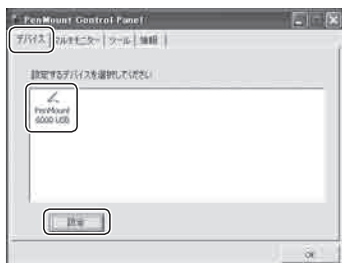 PenMount Control Panel
デバイス マルチモニター ツール 情報
設定するデバイスを選択してください
PenMount
6000 USB
設定
OK